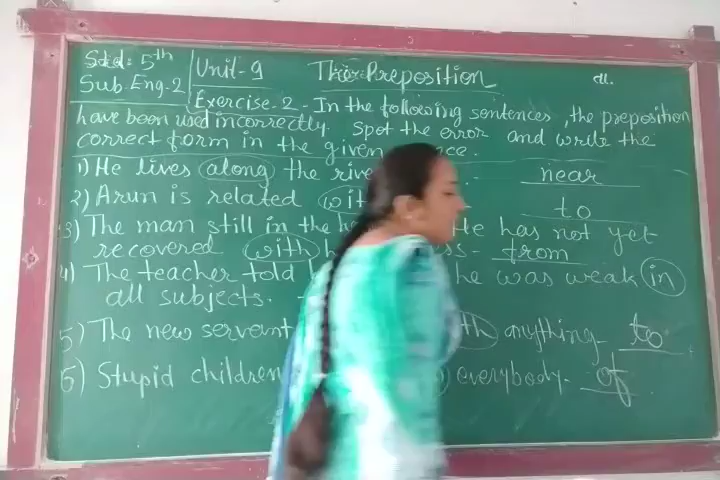 Std: 5th
Sub. Eng-2
Unit-9 The Preposition
Exercise-2 - In the following sentences, the preposition
have been used incorrectly. Spot the error and write the
correct form in the given
1) He lives along the near
2) Arun is related to
3) The man still in the He has not yet
recovered with from
4) The teacher told he was weak in
all subjects.
5) The new servant anything- to
6) Stupid children everybody- of